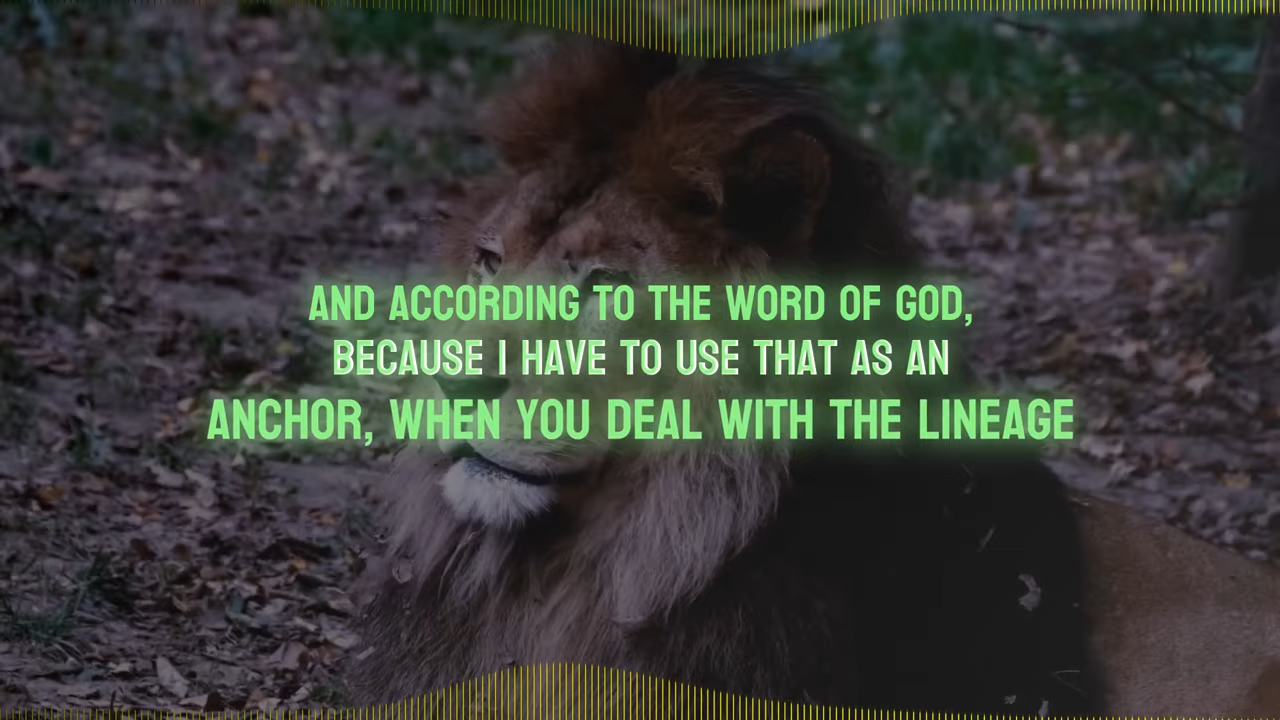 AND ACCORDING TO THE WORD OF GOD,
BECAUSE I HAVE TO USE THAT AS AN
ANCHOR, WHEN YOU DEAL WITH THE LINEAGE